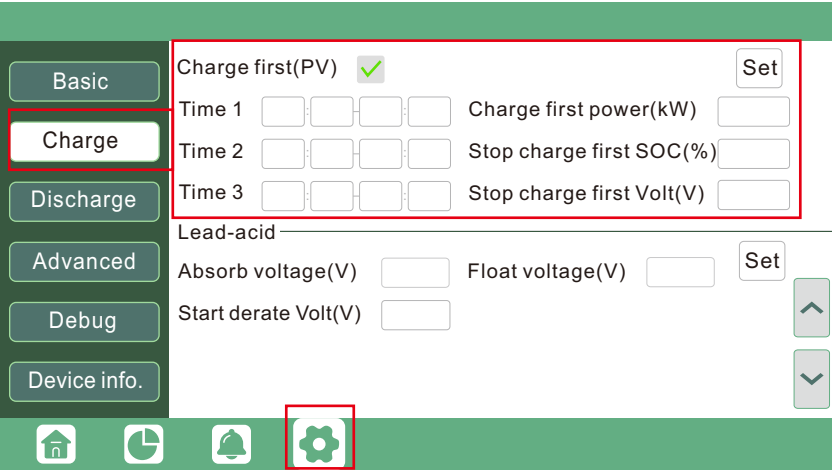 Basic
Charge
Discharge
Advanced
Debug
Device info.
Charge first(PV) Set
Time 1 : - : Charge first power(kW)
Time 2 : - : Stop charge first SOC(%)
Time 3 : - : Stop charge first Volt(V)
Lead-acid
Absorb voltage(V) Float voltage(V) Set
Start derate Volt(V)